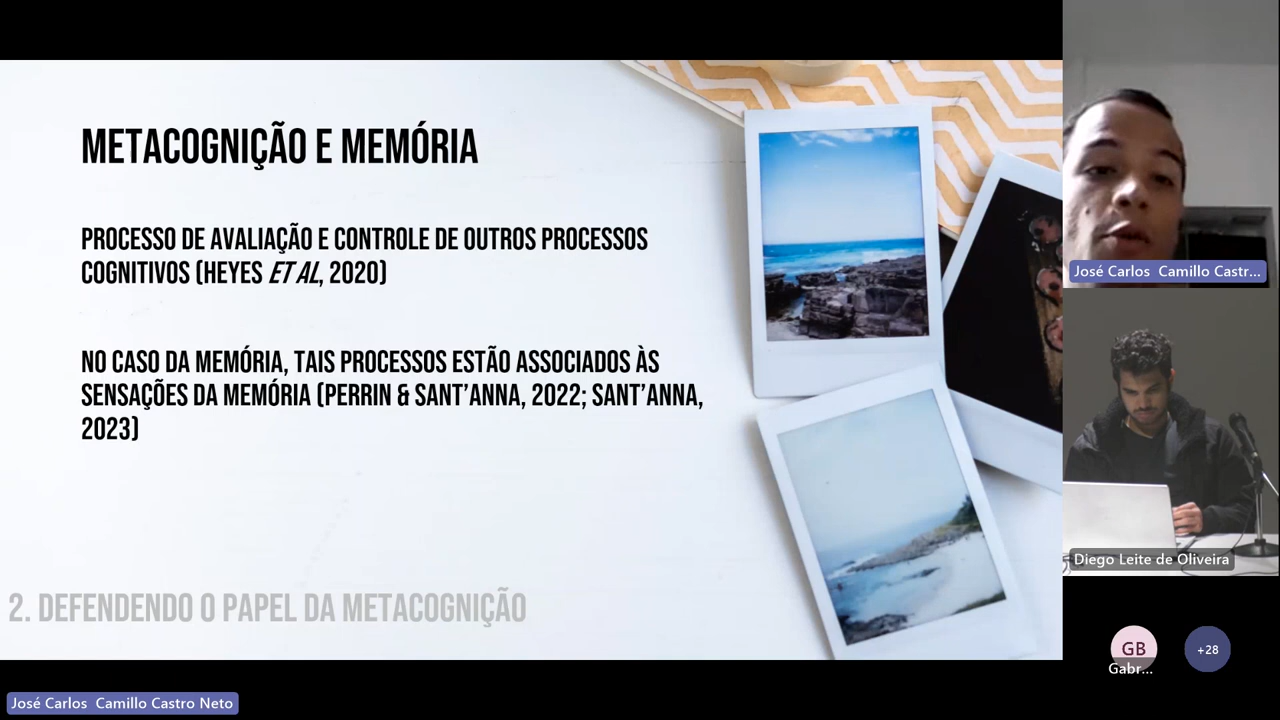 METACOGNIÇÃO E MEMÓRIA
PROCESSO DE AVALIAÇÃO E CONTROLE DE OUTROS PROCESSOS
COGNITIVOS (HEYES ET AL, 2020)
NO CASO DA MEMÓRIA, TAIS PROCESSOS ESTÃO ASSOCIADOS ÀS
SENSAÇÕES DA MEMÓRIA (PERRIN & SANT'ANNA, 2022; SANT'ANNA,
2023)
2. DEFENDENDO O PAPEL DA METACOGNIÇÃO
José Carlos Camillo Castro Neto
José Carlos Camillo Castr...
Diego Leite de Oliveira
GB
Gabr...
+28